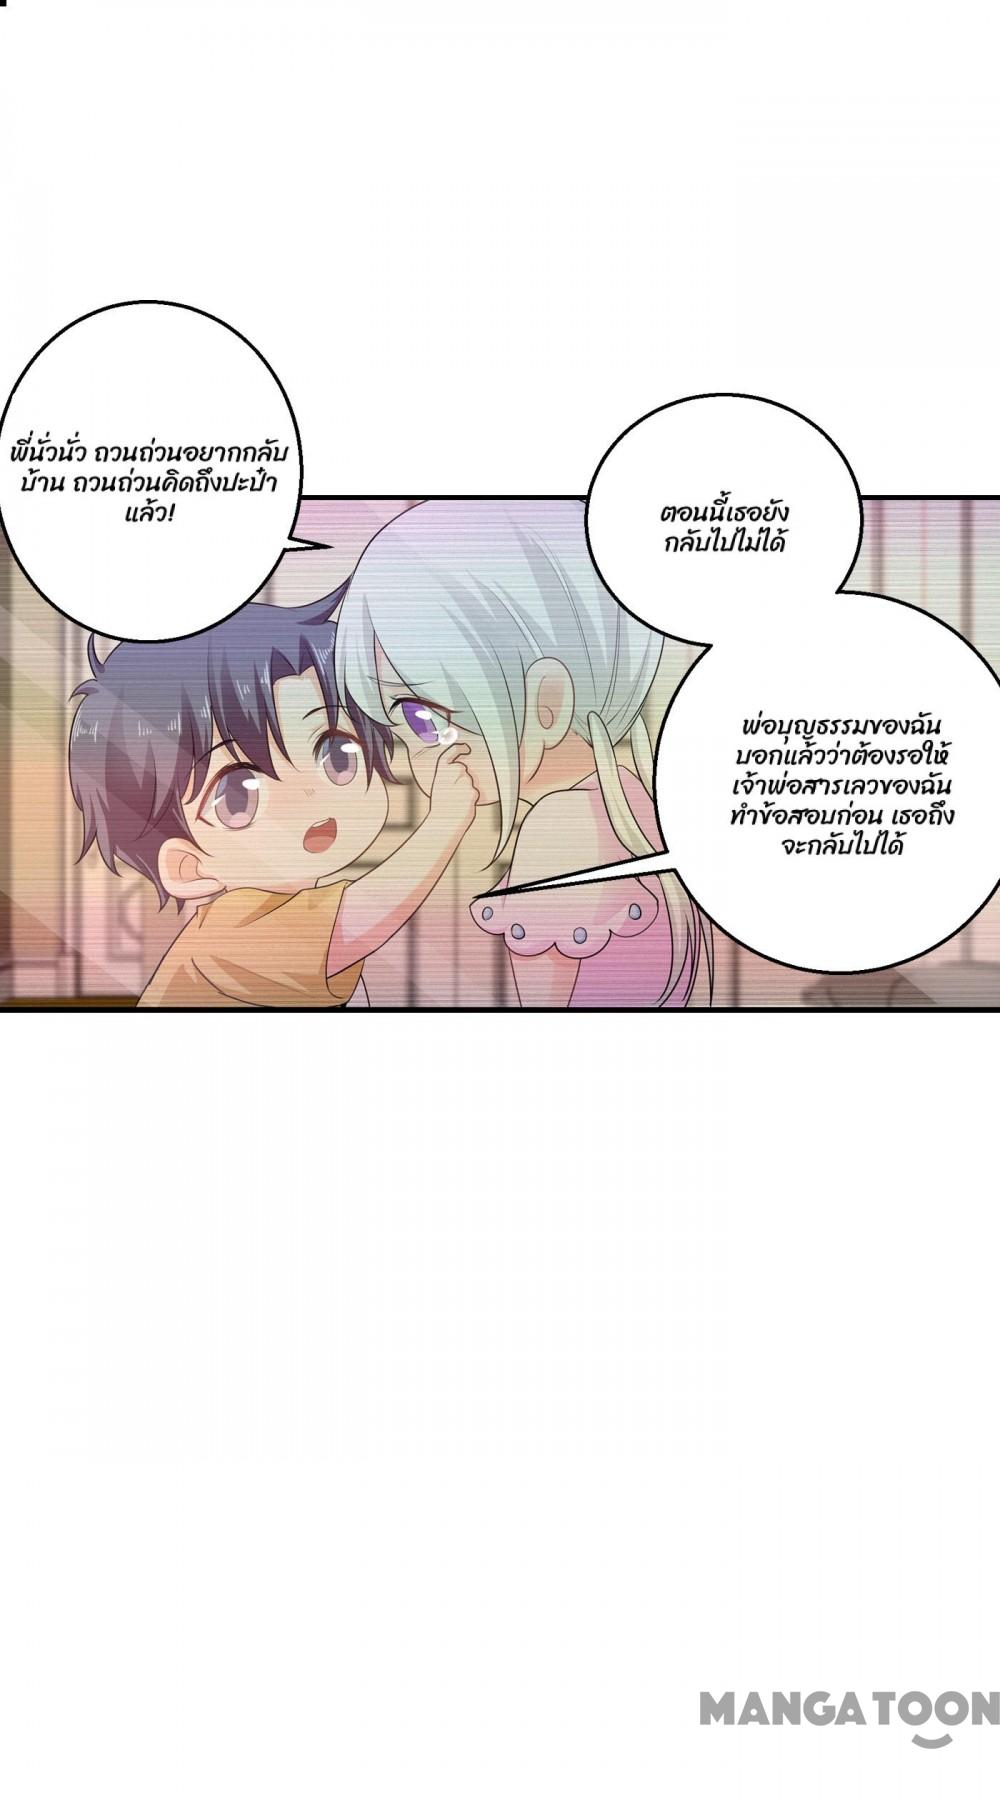 พี่นั่วนั่ว ถวนถ่วนอยากกลับ
บ้าน ถวนถ่วนคิดถึงปะป๋า
แล้ว!
ตอนนี้เธอยัง
กลับไปไม่ได้
พ่อบุญธรรมของฉัน
บอกแล้วว่าต้องรอให้
เจ้าพ่อสารเลวของฉัน
ทำข้อสอบก่อน เธอถึง
จะกลับไปได้
MANGATOON